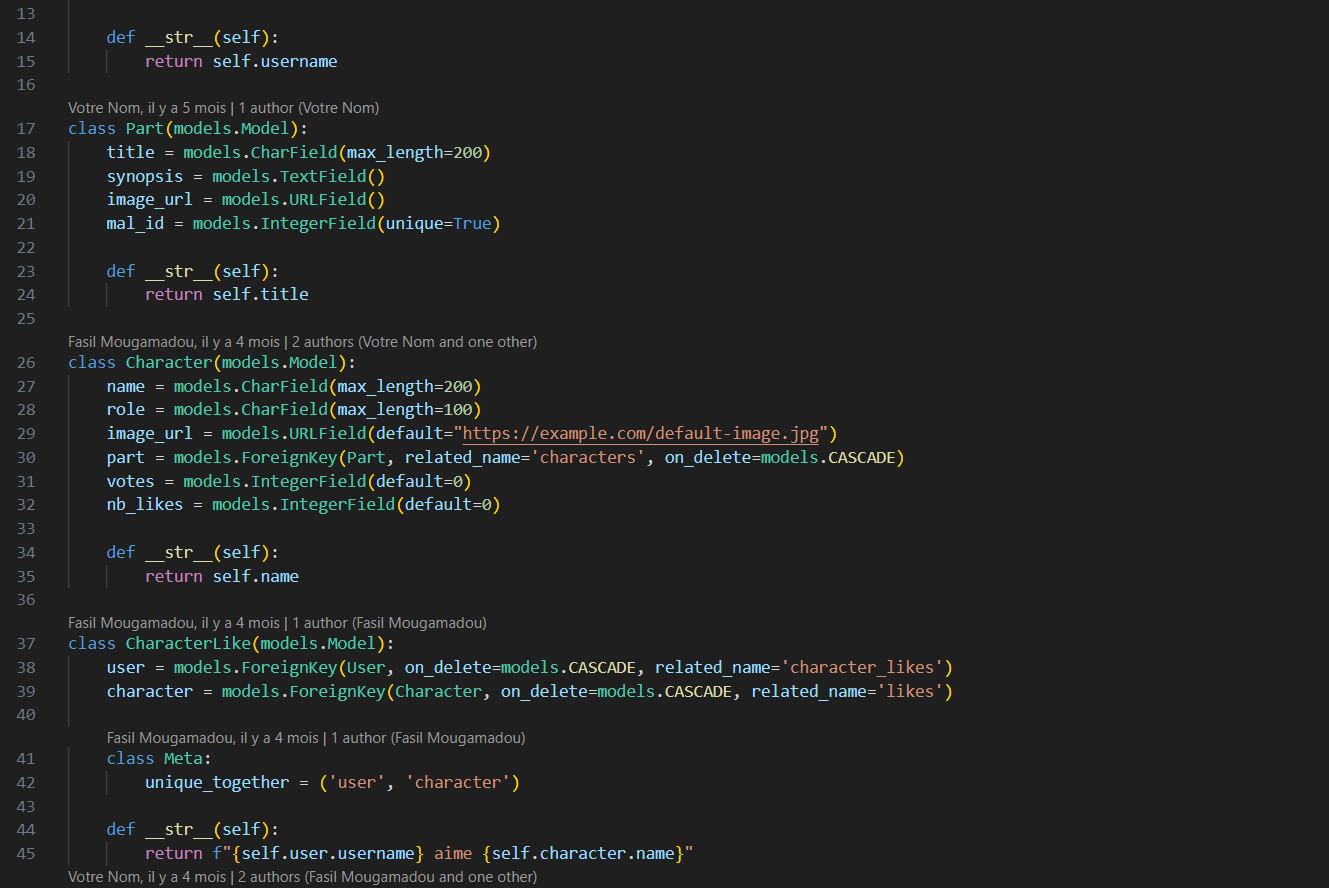 13
14 def __str__(self):
15 return self.username
16
Votre Nom, il y a 5 mois | 1 author (Votre Nom)
17 class Part(models.Model):
18 title = models.CharField(max_length=200)
19 synopsis = models.TextField()
20 image_url = models.URLField()
21 mal_id = models.IntegerField(unique=True)
22
23 def __str__(self):
24 return self.title
25
Fasil Mougamadou, il y a 4 mois | 2 authors (Votre Nom and one other)
26 class Character(models.Model):
27 name = models.CharField(max_length=200)
28 role = models.CharField(max_length=100)
29 image_url = models.URLField(default="https://example.com/default-image.jpg")
30 part = models.ForeignKey(Part, related_name='characters', on_delete=models.CASCADE)
31 votes = models.IntegerField(default=0)
32 nb_likes = models.IntegerField(default=0)
33
34 def __str__(self):
35 return self.name
36
Fasil Mougamadou, il y a 4 mois | 1 author (Fasil Mougamadou)
37 class CharacterLike(models.Model):
38 user = models.ForeignKey(User, on_delete=models.CASCADE, related_name='character_likes')
39 character = models.ForeignKey(Character, on_delete=models.CASCADE, related_name='likes')
40
Fasil Mougamadou, il y a 4 mois | 1 author (Fasil Mougamadou)
41 class Meta:
42 unique_together = ('user', 'character')
43
44 def __str__(self):
45 return f"{self.user.username} aime {self.character.name}"
Votre Nom, il y a 4 mois | 2 authors (Fasil Mougamadou and one other)